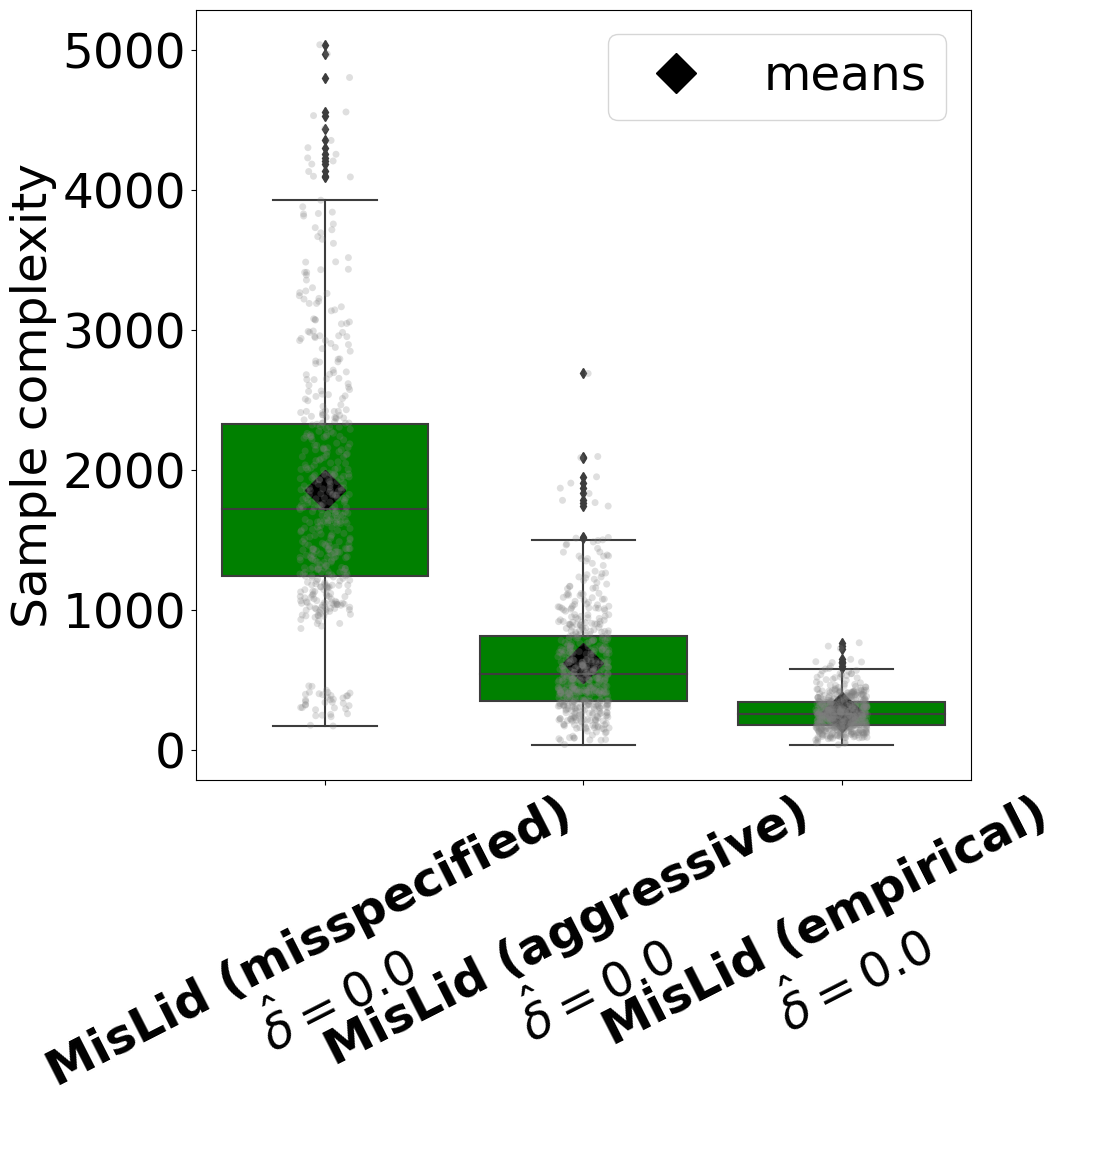 means
Sample complexity
5000
4000
3000
2000
1000
0
MisLid (misspecified)
δ̂ = 0.0
MisLid (aggressive)
δ̂ = 0.0
MisLid (empirical)
δ̂ = 0.0